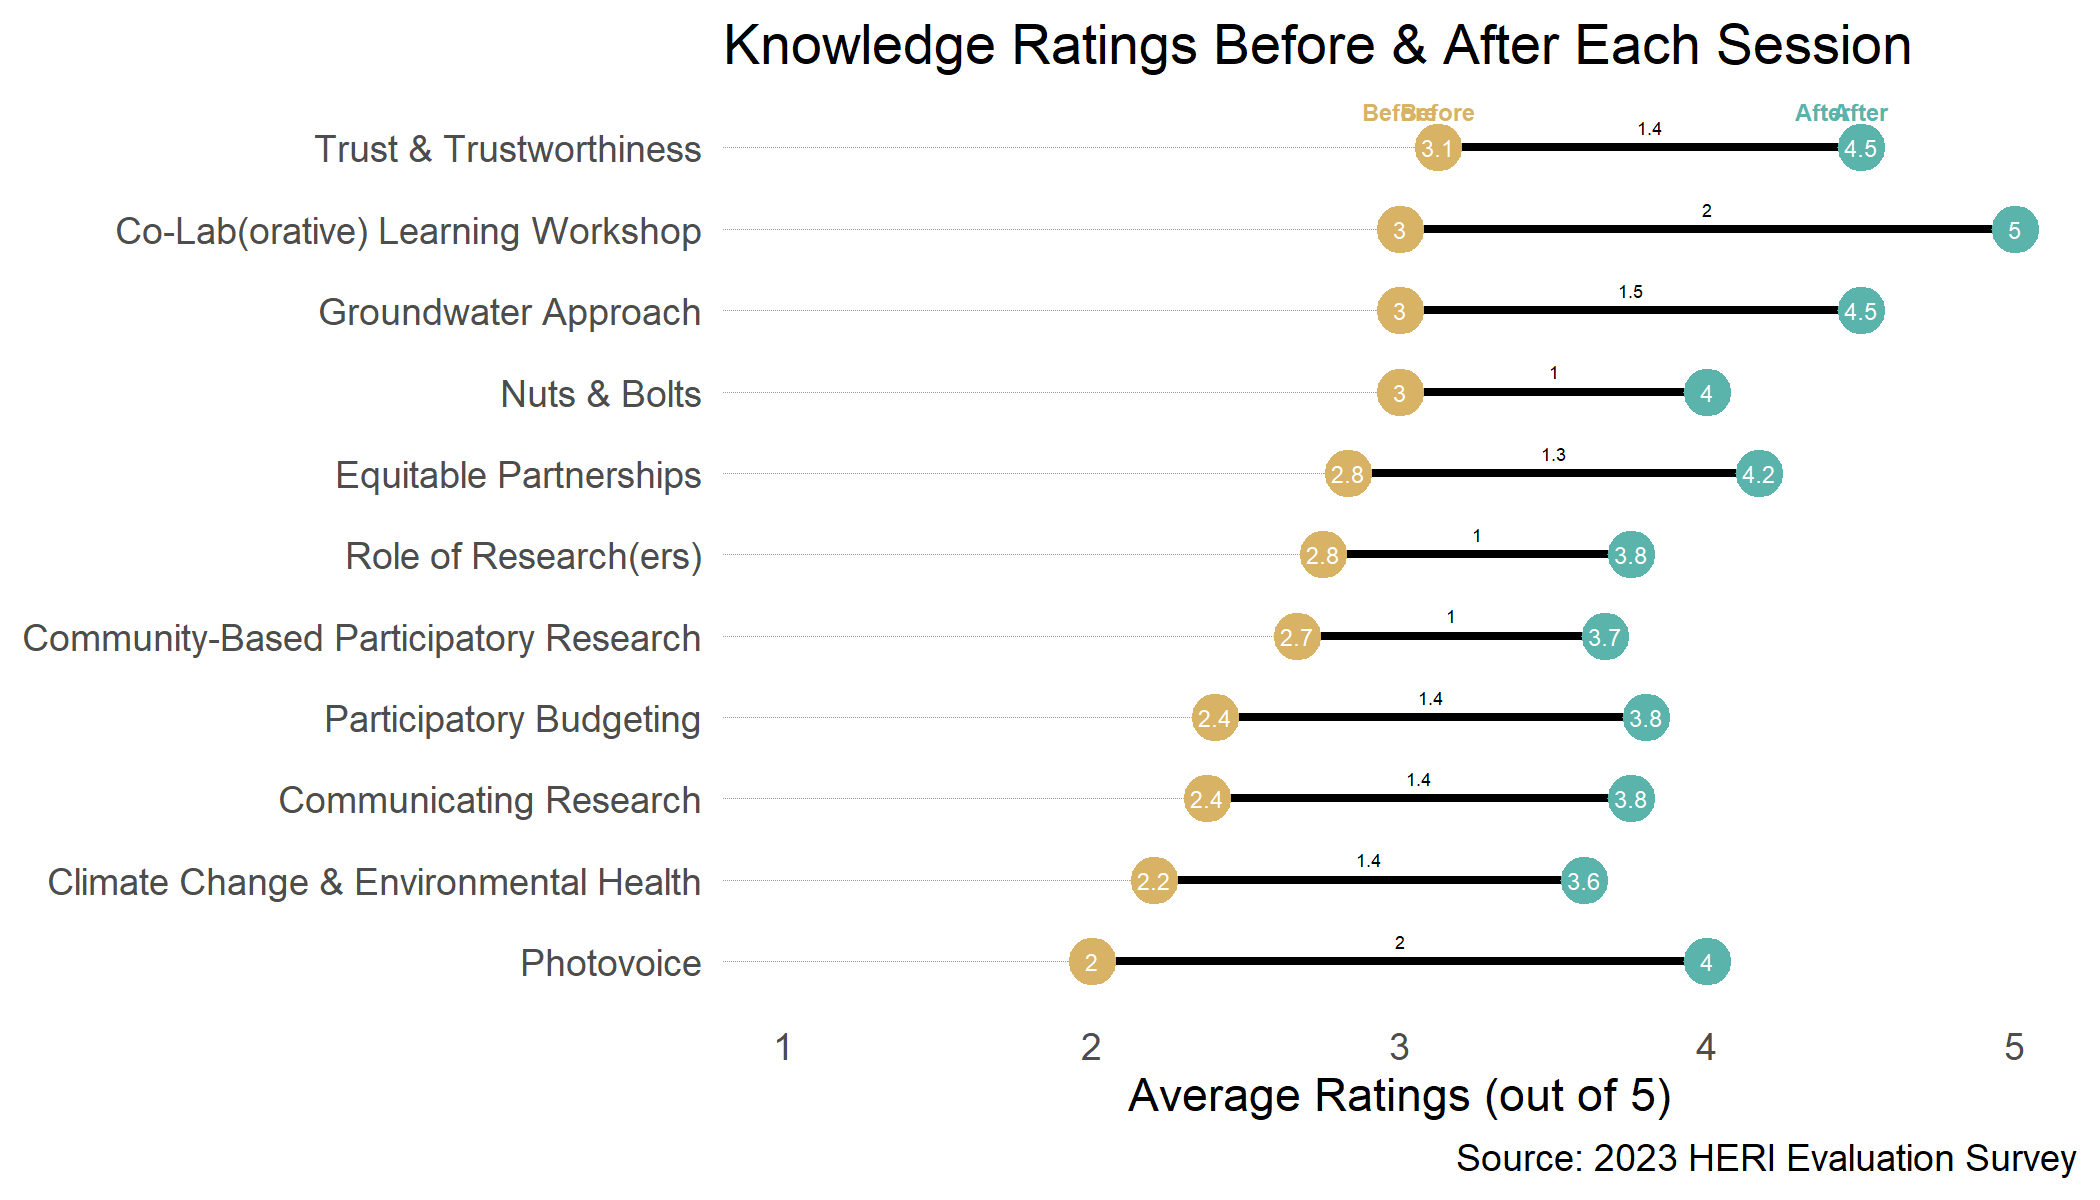 Knowledge Ratings Before & After Each Session
Before Before After After
Trust & Trustworthiness 3.1 1.4 4.5
Co-Lab(orative) Learning Workshop 3 2 5
Groundwater Approach 3 1.5 4.5
Nuts & Bolts 3 1 4
Equitable Partnerships 2.8 1.3 4.2
Role of Research(ers) 2.8 1 3.8
Community-Based Participatory Research 2.7 1 3.7
Participatory Budgeting 2.4 1.4 3.8
Communicating Research 2.4 1.4 3.8
Climate Change & Environmental Health 2.2 1.4 3.6
Photovoice 2 2 4
1 2 3 4 5
Average Ratings (out of 5)
Source: 2023 HERI Evaluation Survey